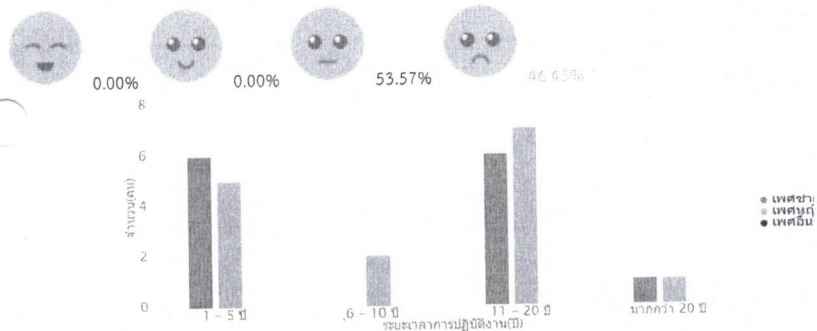 0.00% 0.00% 53.57% 46.43%
8
6
4
2
0
จำนวน(คน)
1 - 5 ปี 6 - 10 ปี 11 - 20 ปี มากกว่า 20 ปี
ระยะเวลาการปฏิบัติงาน(ปี)
เพศชาย
เพศหญิ
เพศอื่น